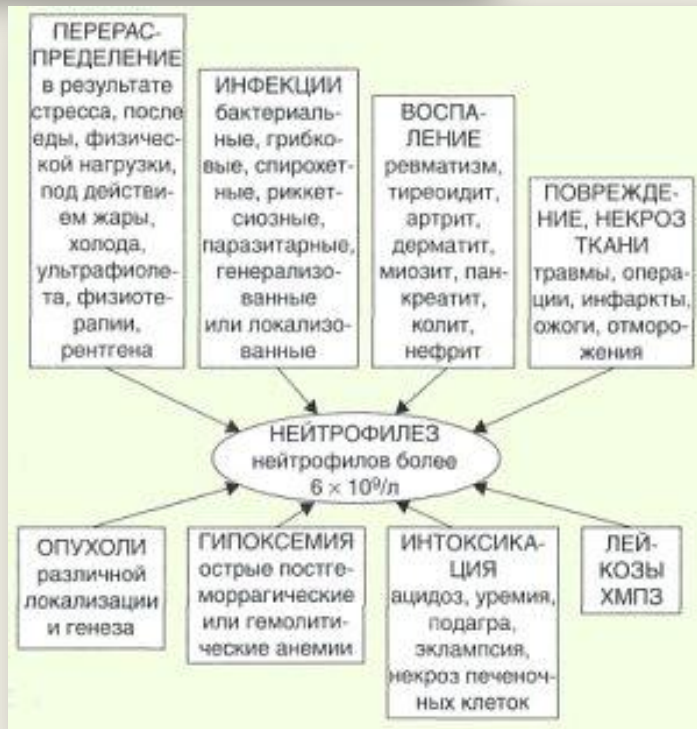 ПЕРЕРАС-
ПРЕДЕЛЕНИЕ
в результате
стресса, после
еды, физичес-
кой нагрузки,
под действи-
ем жары,
холода,
ультрафиоле-
та, физиоте-
рапии,
рентгена
ИНФЕКЦИИ
бактериаль-
ные, грибко-
вые, спирохет-
ные, риккет-
сиозные,
паразитарные,
генерализо-
ванные
или локализо-
ванные
ВОСПА-
ЛЕНИЕ
ревматизм,
тиреоидит,
артрит,
дерматит,
миозит, пан-
креатит,
колит,
нефрит
ПОВРЕЖДЕ-
НИЕ, НЕКРОЗ
ТКАНИ
травмы, опера-
ции, инфаркты,
ожоги, отморо-
жения
НЕЙТРОФИЛЕЗ
нейтрофилов более
6 × 10⁹/л
ОПУХОЛИ
различной
локализации
и генеза
ГИПОКСЕМИЯ
острые постге-
моррагические
или гемолити-
ческие анемии
ИНТОКСИКА-
ЦИЯ
ацидоз, уремия,
подагра,
эклампсия,
некроз печеноч-
ных клеток
ЛЕЙ-
КОЗЫ
ХМПЗ